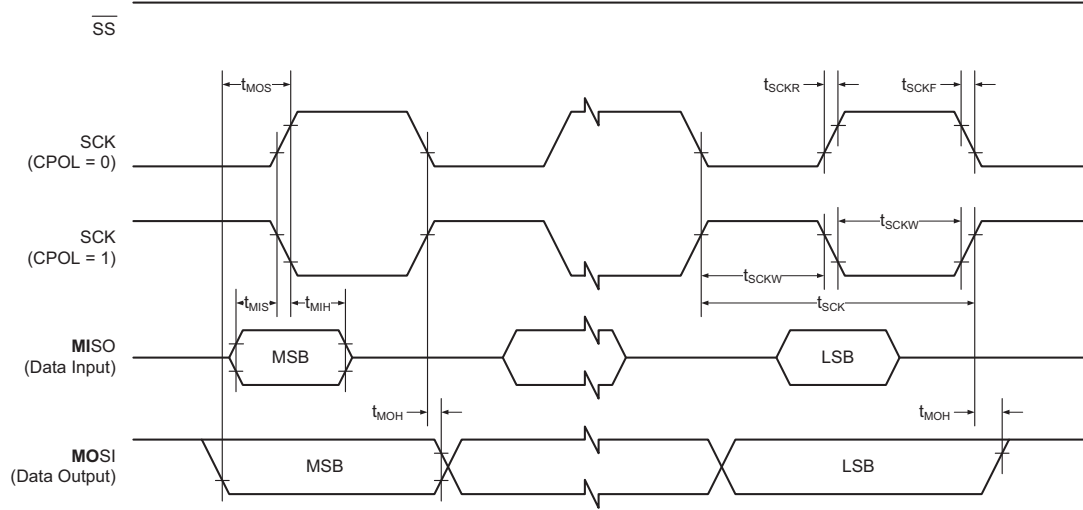 SS
tMOS
tSCKR
tSCKF
SCK
(CPOL = 0)
SCK
(CPOL = 1)
tSCKW
tSCKW
tSCK
tMIS
tMIH
MISO
(Data Input)
MSB
LSB
tMOH
tMOH
MOSI
(Data Output)
MSB
LSB